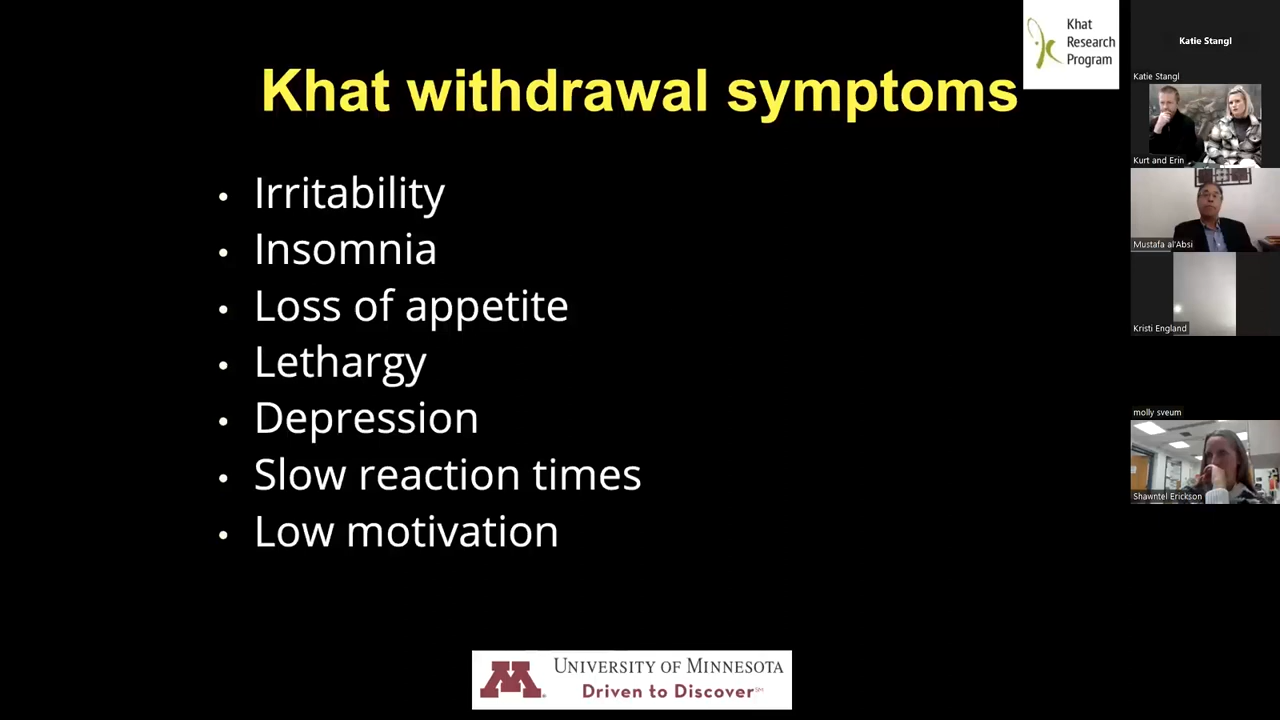 Khat withdrawal symptoms
• Irritability
• Insomnia
• Loss of appetite
• Lethargy
• Depression
• Slow reaction times
• Low motivation
Khat
Research
Program
M
UNIVERSITY OF MINNESOTA
Driven to Discover℠
Katie Stangl
Katie Stangl
Kurt and Erin
Mustafa al'Absi
Kristi England
molly sveum
Shawntel Erickson